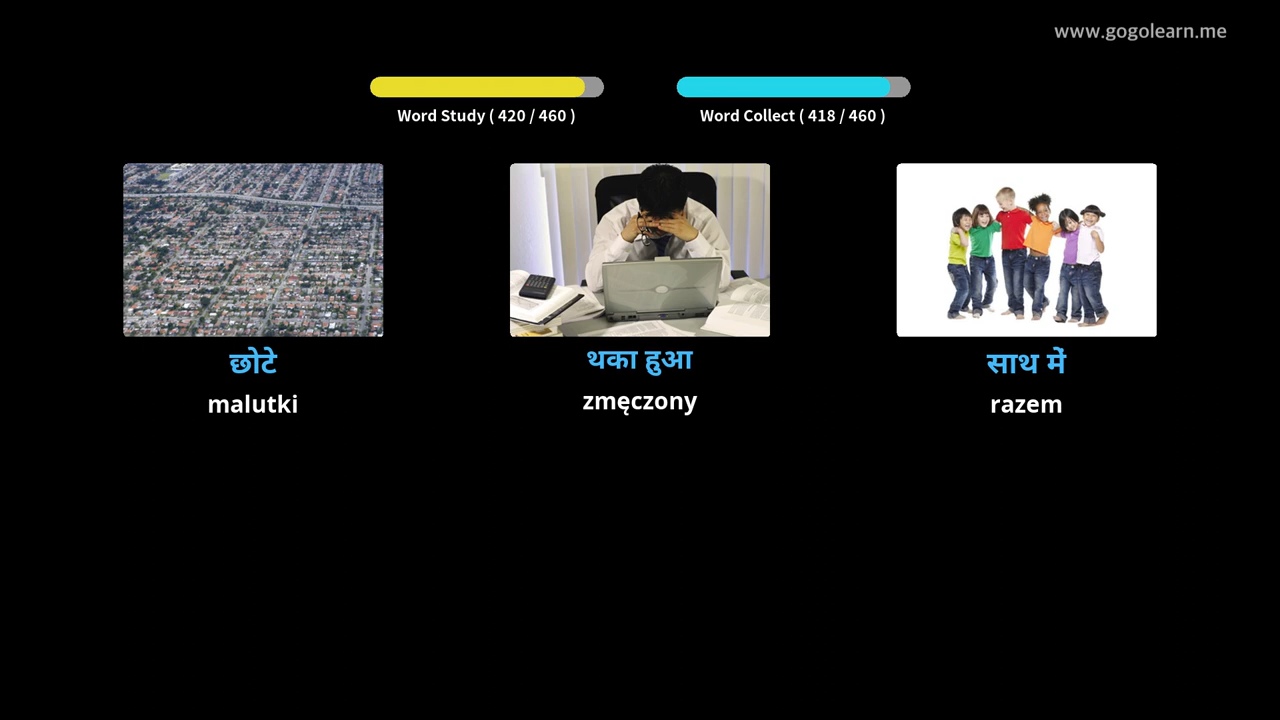 www.gogolearn.me
Word Study ( 420 / 460 )
Word Collect ( 418 / 460 )
छोटे
malutki
थका हुआ
zmęczony
साथ में
razem